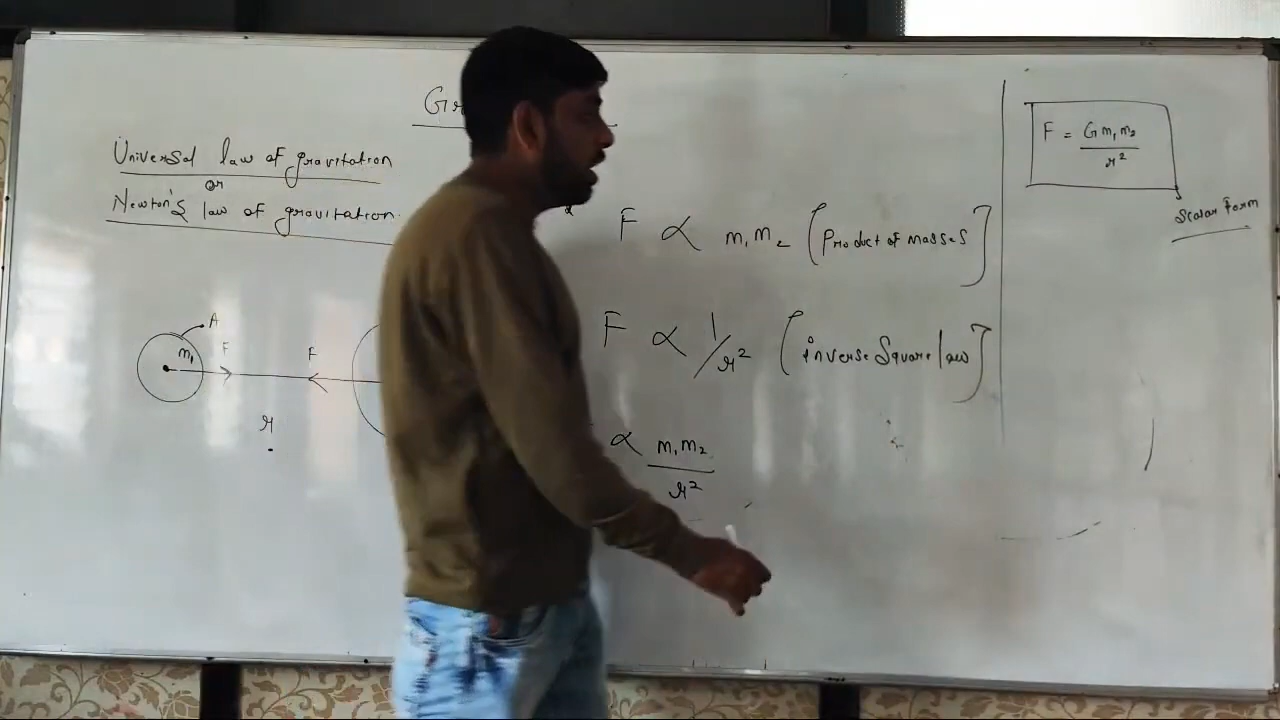 Universal law of gravitation
or
Newton's law of gravitation.
A
m₁
F
F
r
F ∝ m₁m₂ [Product of masses]
F ∝ 1/r² [inverse square law]
∝ m₁m₂/r²
F = Gm₁m₂/r²
Scalar Form